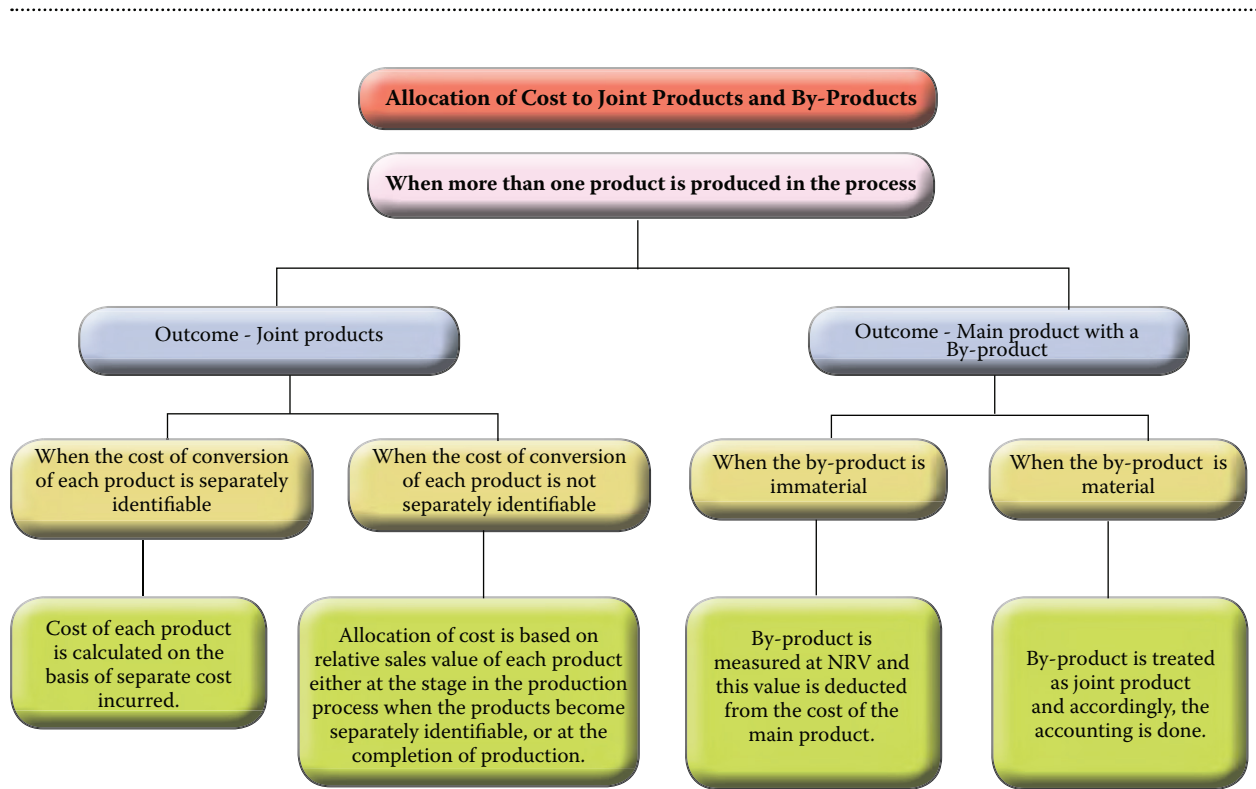 Allocation of Cost to Joint Products and By-Products
When more than one product is produced in the process
Outcome - Joint products
Outcome - Main product with a
By-product
When the cost of conversion
of each product is separately
identifiable
When the cost of conversion
of each product is not
separately identifiable
When the by-product is
immaterial
When the by-product is
material
Cost of each product
is calculated on the
basis of separate cost
incurred.
Allocation of cost is based on
relative sales value of each product
either at the stage in the production
process when the products become
separately identifiable, or at the
completion of production.
By-product is
measured at NRV and
this value is deducted
from the cost of the
main product.
By-product is treated
as joint product
and accordingly, the
accounting is done.